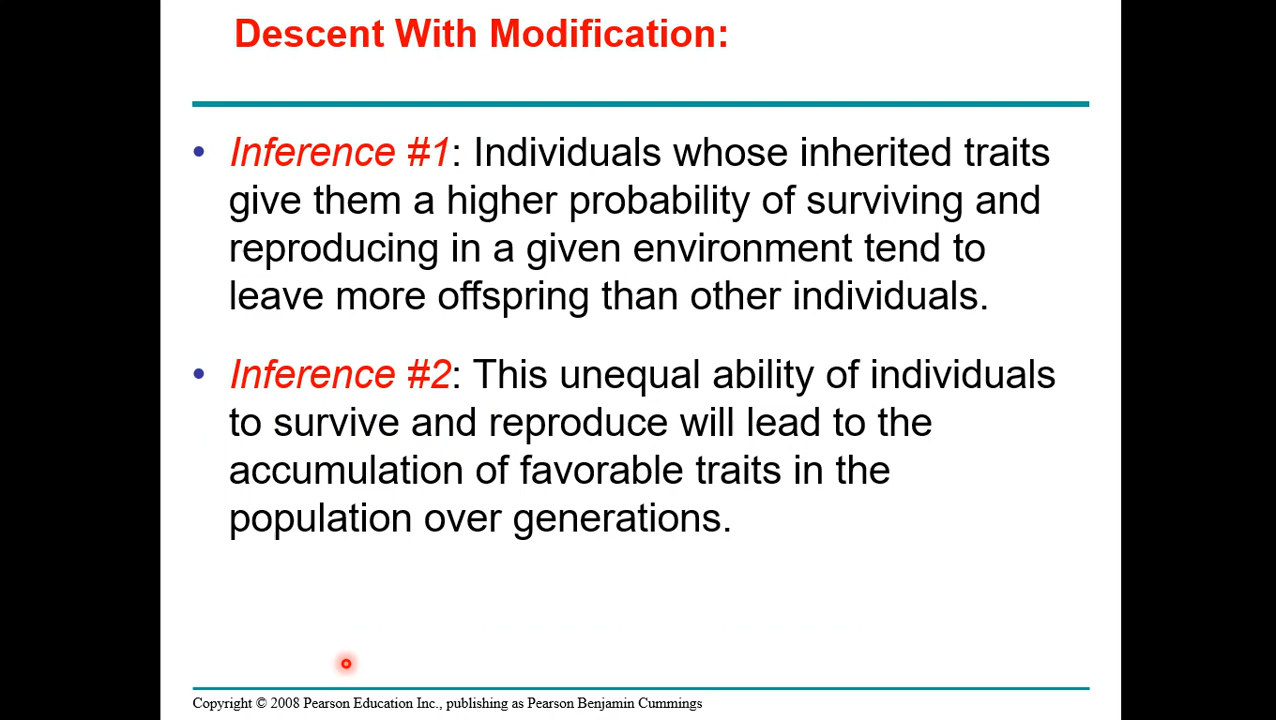 Descent With Modification:
• Inference #1: Individuals whose inherited traits
give them a higher probability of surviving and
reproducing in a given environment tend to
leave more offspring than other individuals.
• Inference #2: This unequal ability of individuals
to survive and reproduce will lead to the
accumulation of favorable traits in the
population over generations.
Copyright © 2008 Pearson Education Inc., publishing as Pearson Benjamin Cummings